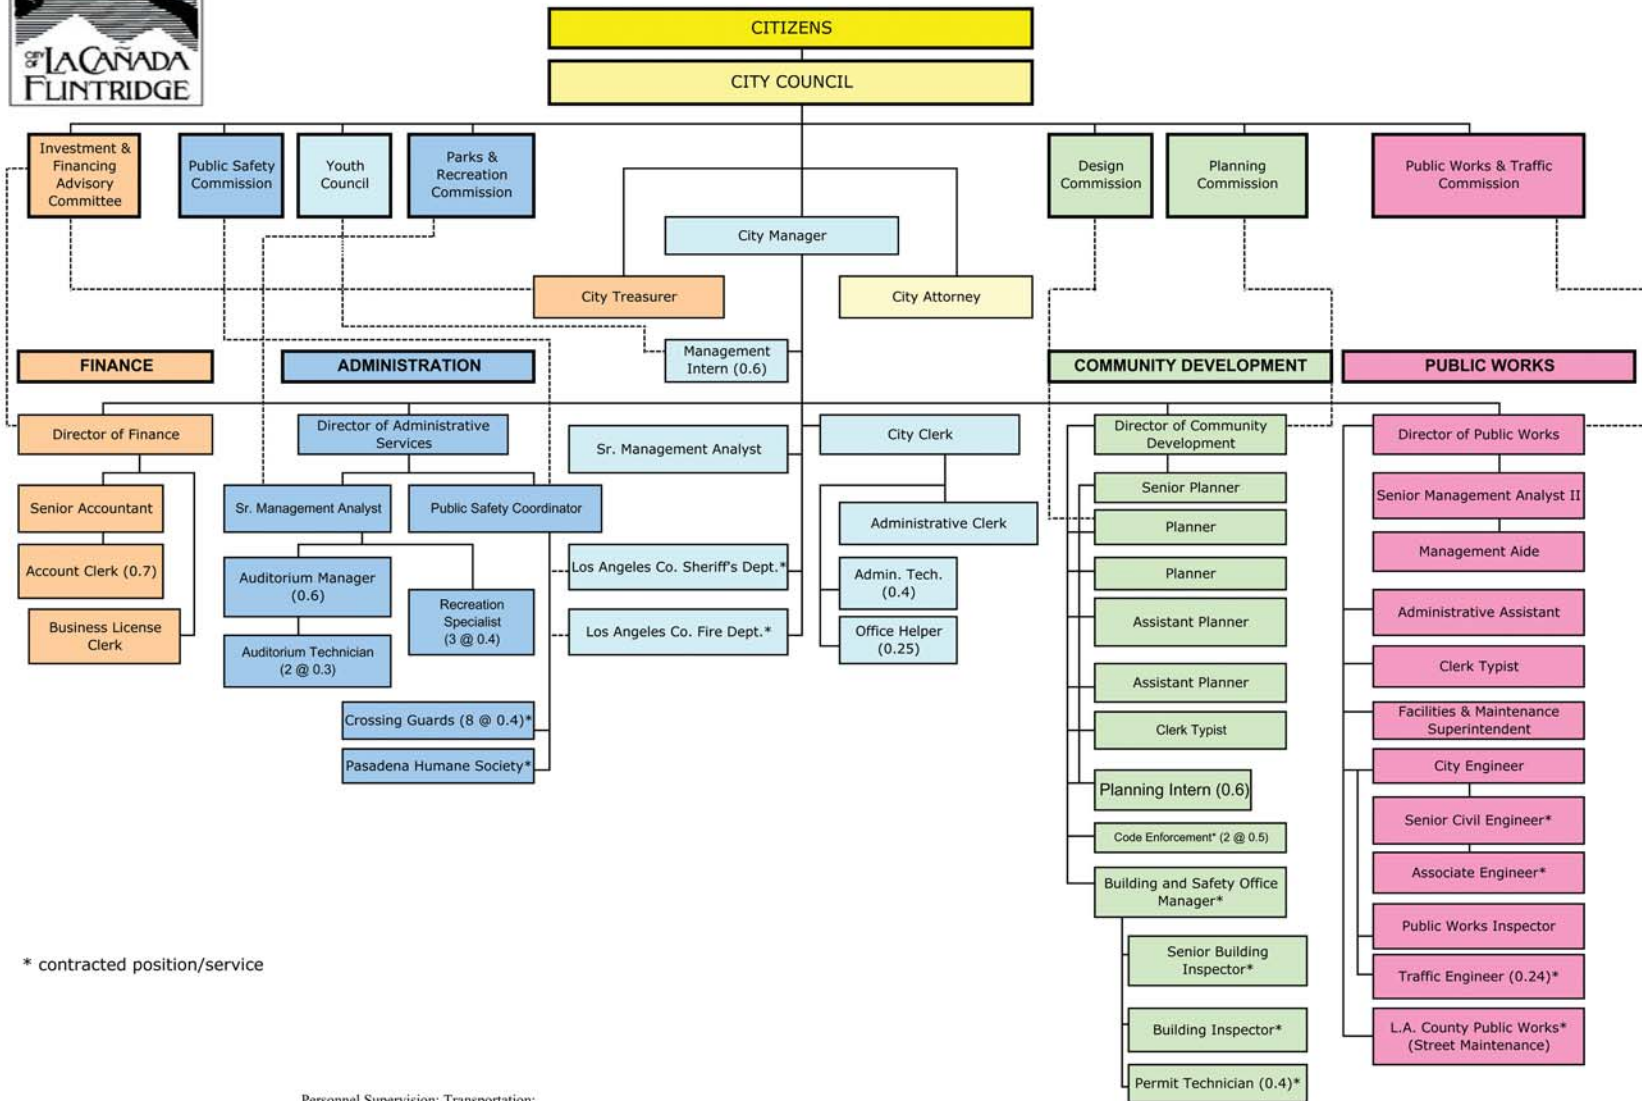 CITY OF
LA CAÑADA
FLINTRIDGE
CITIZENS
CITY COUNCIL
Investment &
Financing
Advisory
Committee
Public Safety
Commission
Youth
Council
Parks &
Recreation
Commission
Design
Commission
Planning
Commission
Public Works & Traffic
Commission
City Manager
City Treasurer
City Attorney
Management
Intern (0.6)
FINANCE
ADMINISTRATION
COMMUNITY DEVELOPMENT
PUBLIC WORKS
Director of Finance
Senior Accountant
Account Clerk (0.7)
Business License
Clerk
Director of Administrative
Services
Sr. Management Analyst
Public Safety Coordinator
Auditorium Manager
(0.6)
Auditorium Technician
(2 @ 0.3)
Recreation
Specialist
(3 @ 0.4)
Crossing Guards (8 @ 0.4)*
Pasadena Humane Society*
Sr. Management Analyst
Los Angeles Co. Sheriff's Dept.*
Los Angeles Co. Fire Dept.*
City Clerk
Administrative Clerk
Admin. Tech.
(0.4)
Office Helper
(0.25)
Director of Community
Development
Senior Planner
Planner
Planner
Assistant Planner
Assistant Planner
Clerk Typist
Planning Intern (0.6)
Code Enforcement* (2 @ 0.5)
Building and Safety Office
Manager*
Senior Building
Inspector*
Building Inspector*
Permit Technician (0.4)*
Director of Public Works
Senior Management Analyst II
Management Aide
Administrative Assistant
Clerk Typist
Facilities & Maintenance
Superintendent
City Engineer
Senior Civil Engineer*
Associate Engineer*
Public Works Inspector
Traffic Engineer (0.24)*
L.A. County Public Works*
(Street Maintenance)
* contracted position/service
Personnel Supervision; Transportation;